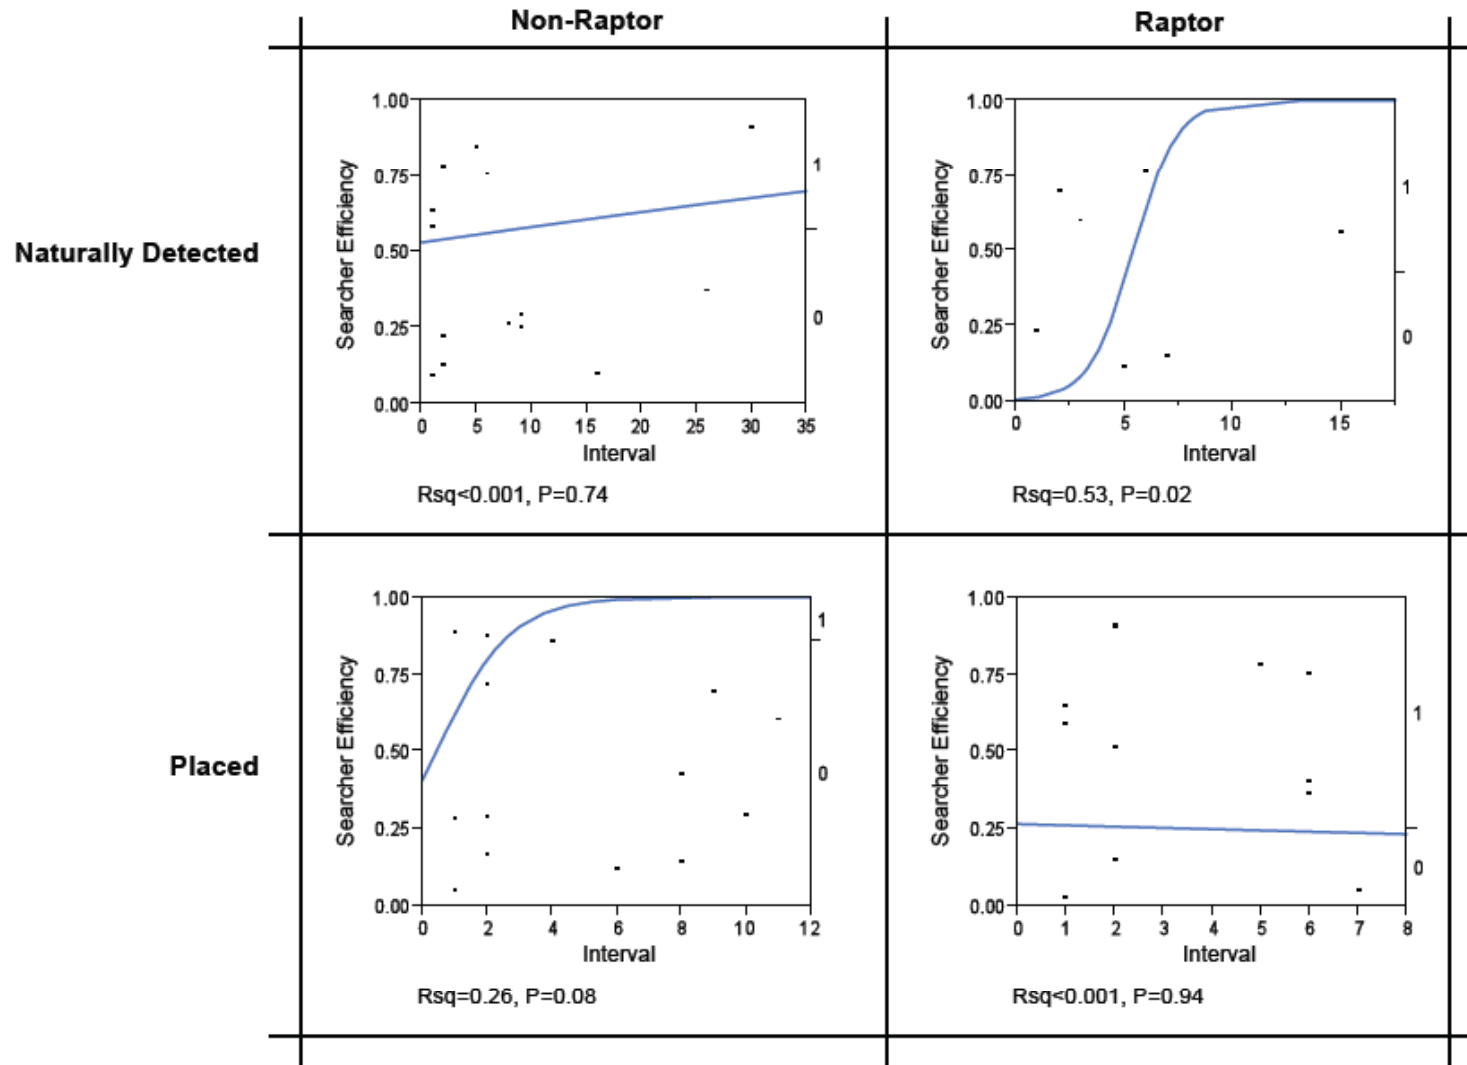 Non-Raptor
Raptor
Naturally Detected
Searcher Efficiency
1.00
0.75
0.50
0.25
0.00
0 5 10 15 20 25 30 35
Interval
1
0
Rsq<0.001, P=0.74
Searcher Efficiency
1.00
0.75
0.50
0.25
0.00
0 5 10 15
Interval
1
0
Rsq=0.53, P=0.02
Placed
Searcher Efficiency
1.00
0.75
0.50
0.25
0.00
0 2 4 6 8 10 12
Interval
1
0
Rsq=0.26, P=0.08
Searcher Efficiency
1.00
0.75
0.50
0.25
0.00
0 1 2 3 4 5 6 7 8
Interval
1
0
Rsq<0.001, P=0.94